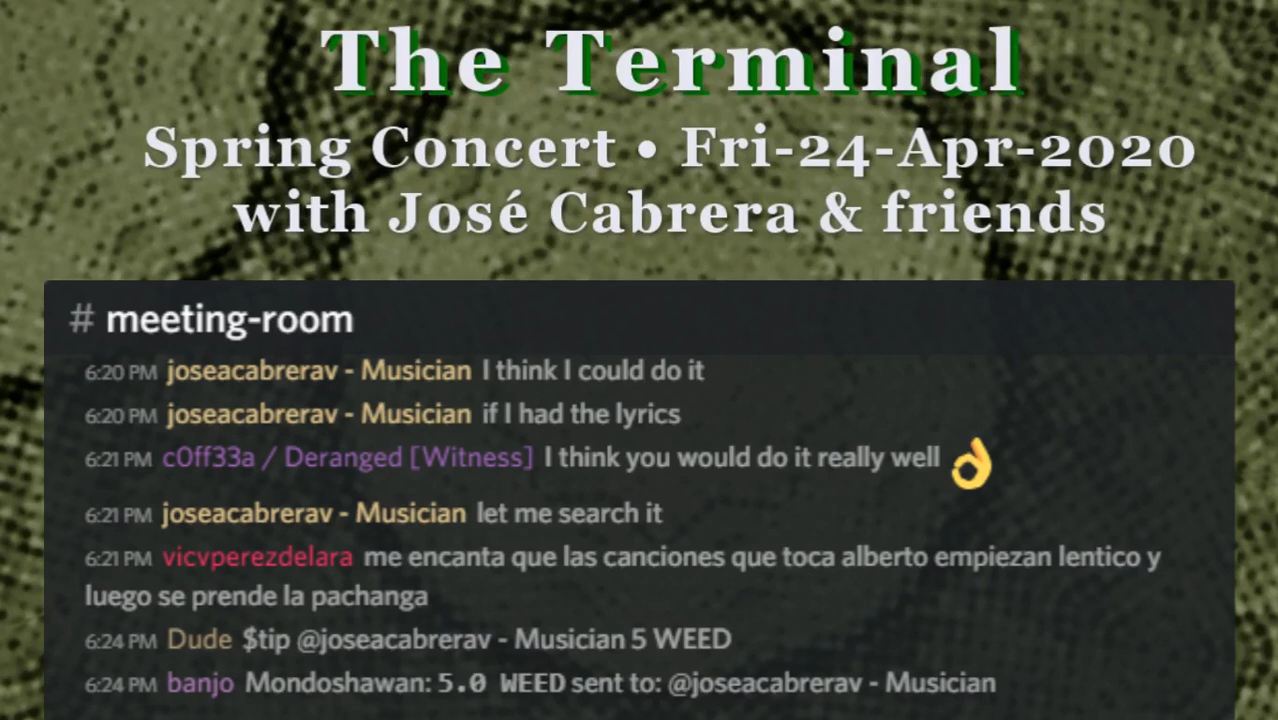 The Terminal
Spring Concert • Fri-24-Apr-2020
with José Cabrera & friends
# meeting-room
6:20 PM joseacabrerav - Musician I think I could do it
6:20 PM joseacabrerav - Musician if I had the lyrics
6:21 PM c0ff33a / Deranged [Witness] I think you would do it really well 👌
6:21 PM joseacabrerav - Musician let me search it
6:21 PM vicvperezdelara me encanta que las canciones que toca alberto empiezan lentico y
luego se prende la pachanga
6:24 PM Dude $tip @joseacabrerav - Musician 5 WEED
6:24 PM banjo Mondoshawan: 5.0 WEED sent to: @joseacabrerav - Musician